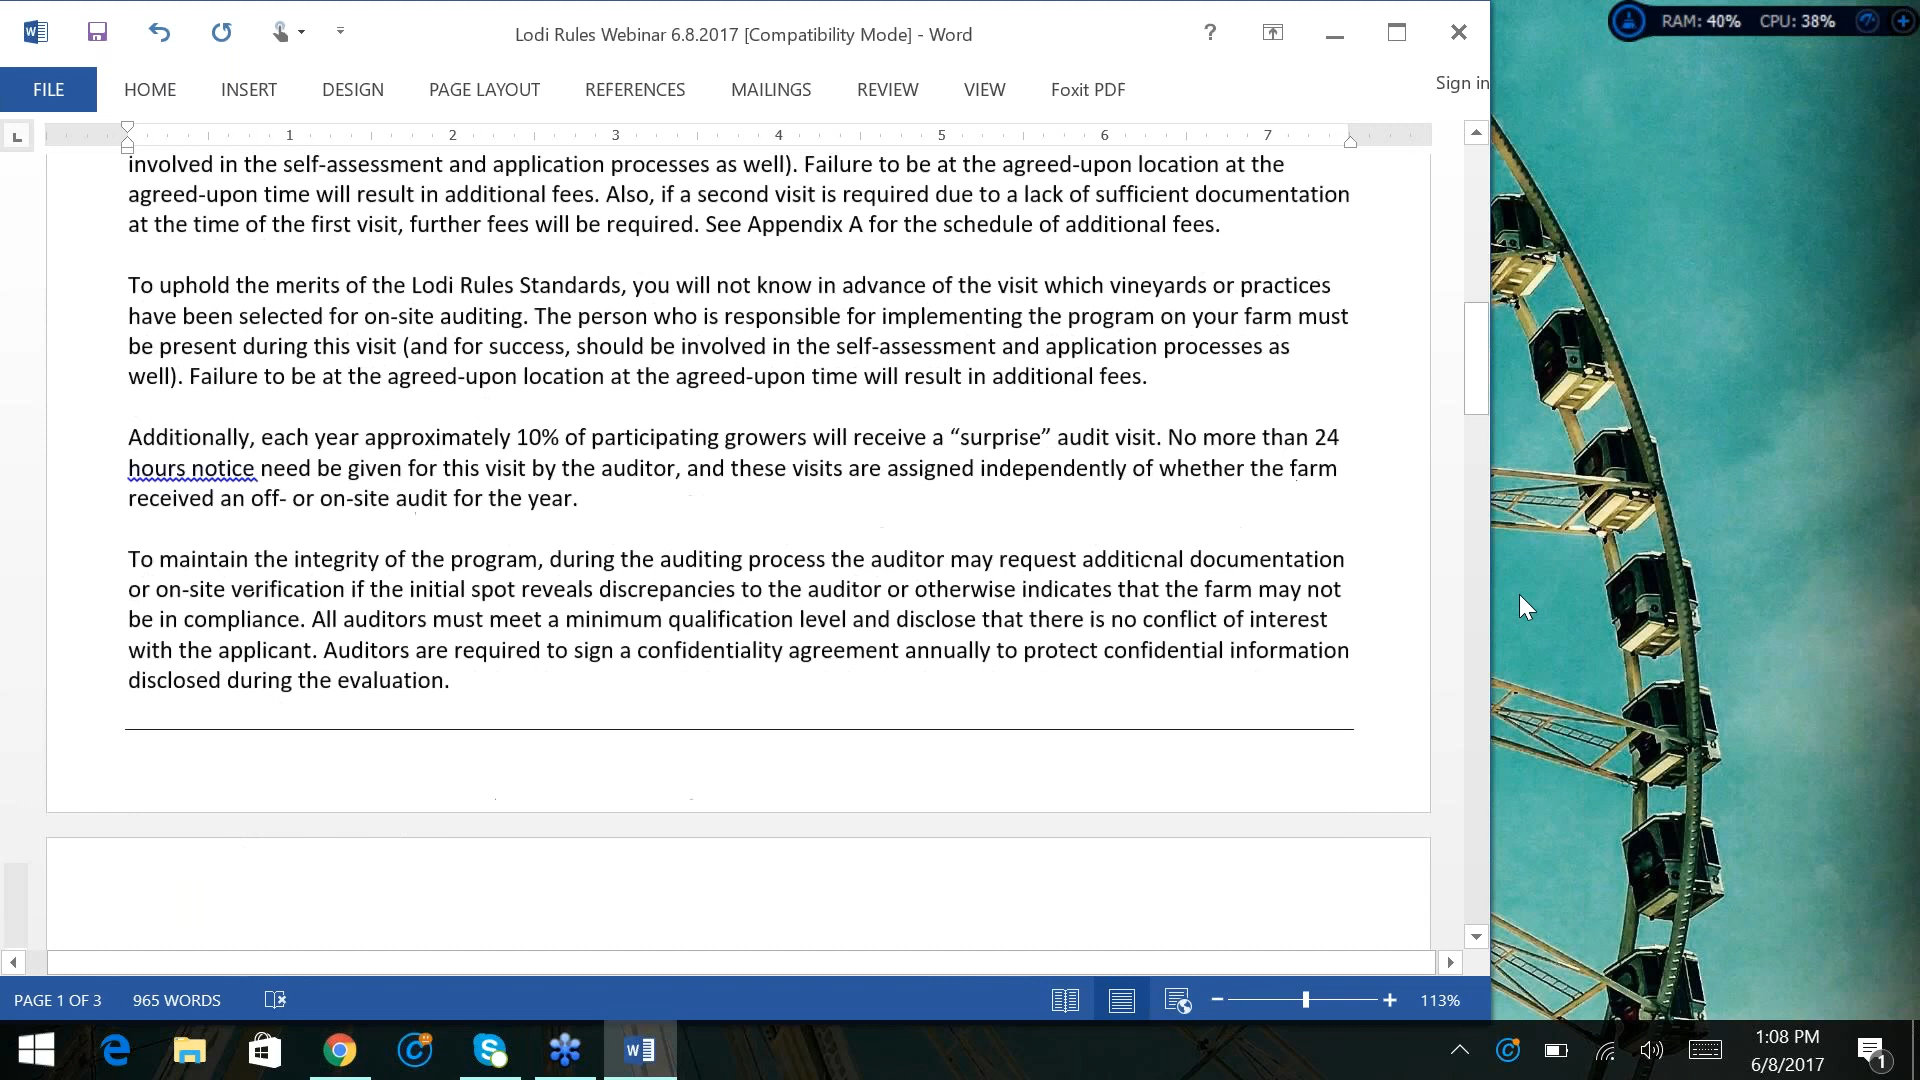 Lodi Rules Webinar 6.8.2017 [Compatibility Mode] - Word
?
RAM: 40% CPU: 38%
FILE HOME INSERT DESIGN PAGE LAYOUT REFERENCES MAILINGS REVIEW VIEW Foxit PDF Sign in
L 1 2 3 4 5 6 7
involved in the self-assessment and application processes as well). Failure to be at the agreed-upon location at the
agreed-upon time will result in additional fees. Also, if a second visit is required due to a lack of sufficient documentation
at the time of the first visit, further fees will be required. See Appendix A for the schedule of additional fees.
To uphold the merits of the Lodi Rules Standards, you will not know in advance of the visit which vineyards or practices
have been selected for on-site auditing. The person who is responsible for implementing the program on your farm must
be present during this visit (and for success, should be involved in the self-assessment and application processes as
well). Failure to be at the agreed-upon location at the agreed-upon time will result in additional fees.
Additionally, each year approximately 10% of participating growers will receive a “surprise” audit visit. No more than 24
hours notice need be given for this visit by the auditor, and these visits are assigned independently of whether the farm
received an off- or on-site audit for the year.
To maintain the integrity of the program, during the auditing process the auditor may request additional documentation
or on-site verification if the initial spot reveals discrepancies to the auditor or otherwise indicates that the farm may not
be in compliance. All auditors must meet a minimum qualification level and disclose that there is no conflict of interest
with the applicant. Auditors are required to sign a confidentiality agreement annually to protect confidential information
disclosed during the evaluation.
PAGE 1 OF 3 965 WORDS 113%
1:08 PM
6/8/2017
1